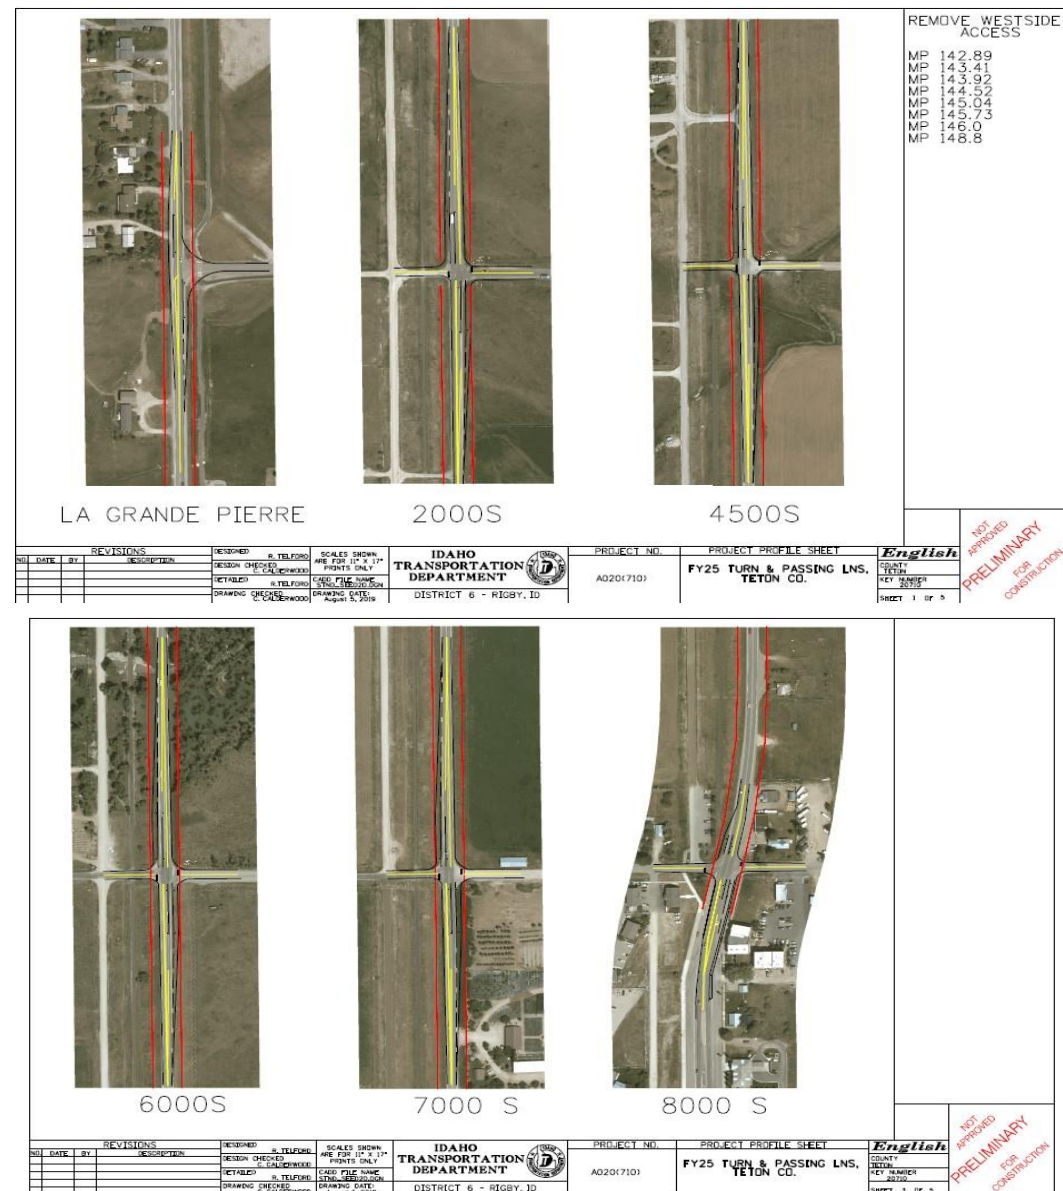 REMOVE WESTSIDE
ACCESS
MP 142.89
MP 143.41
MP 143.92
MP 144.52
MP 145.04
MP 145.73
MP 146.0
MP 148.8
LA GRANDE PIERRE
2000S
4500S
REVISIONS
NO. DATE BY DESCRIPTION
DESIGNED
R. TELFORD
DESIGN CHECKED
C. CALDERWOOD
DETAILED
R. TELFORD
DRAWING CHECKED
C. CALDERWOOD
SCALES SHOWN
ARE FOR 11" X 17"
PRINTS ONLY
CADD FILE NAME
DRAWING DATE:
August 5, 2019
IDAHO
TRANSPORTATION
DEPARTMENT
DISTRICT 6 - RIGBY, ID
PROJECT NO.
A020(710)
PROJECT PROFILE SHEET
FY25 TURN & PASSING LNS,
TETON CO.
English
COUNTY
TETON
KEY NUMBER
20710
SHEET 1 OF 5
NOT
APPROVED
PRELIMINARY
FOR
CONSTRUCTION
6000S
7000 S
8000 S
REVISIONS
NO. DATE BY DESCRIPTION
DESIGNED
R. TELFORD
DESIGN CHECKED
C. CALDERWOOD
DETAILED
R. TELFORD
DRAWING CHECKED
SCALES SHOWN
ARE FOR 11" X 17"
PRINTS ONLY
CADD FILE NAME
DRAWING DATE:
IDAHO
TRANSPORTATION
DEPARTMENT
DISTRICT 6 - RIGBY, ID
PROJECT NO.
A020(710)
PROJECT PROFILE SHEET
FY25 TURN & PASSING LNS,
TETON CO.
English
COUNTY
TETON
KEY NUMBER
20710
NOT
APPROVED
PRELIMINARY
FOR
CONSTRUCTION